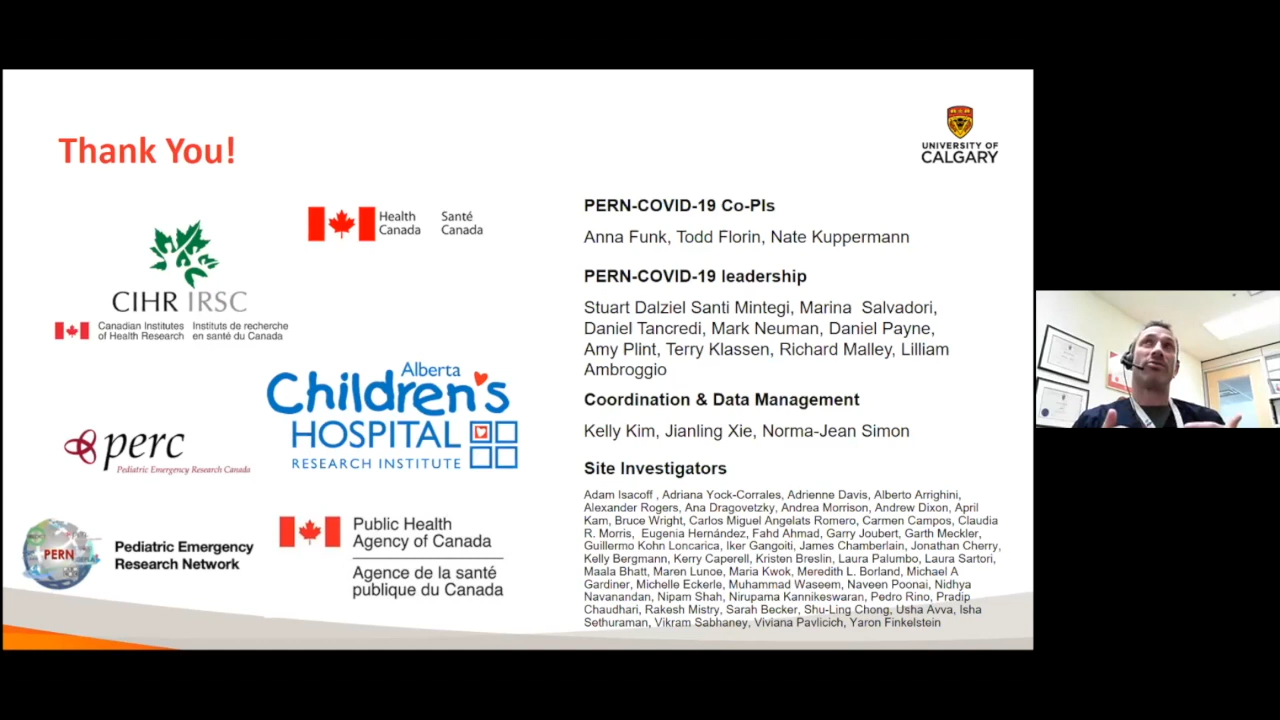 Thank You!
UNIVERSITY OF
CALGARY
Health
Canada
Santé
Canada
CIHR IRSC
Canadian Institutes
of Health Research
Instituts de recherche
en santé du Canada
Alberta
Children's
HOSPITAL
RESEARCH INSTITUTE
perc
Pediatric Emergency Research Canada
PERN
Pediatric Emergency
Research Network
Public Health
Agency of Canada
Agence de la santé
publique du Canada
PERN-COVID-19 Co-PIs
Anna Funk, Todd Florin, Nate Kuppermann
PERN-COVID-19 leadership
Stuart Dalziel Santi Mintegi, Marina Salvadori,
Daniel Tancredi, Mark Neuman, Daniel Payne,
Amy Plint, Terry Klassen, Richard Malley, Lilliam
Ambroggio
Coordination & Data Management
Kelly Kim, Jianling Xie, Norma-Jean Simon
Site Investigators
Adam Isacoff , Adriana Yock-Corrales, Adrienne Davis, Alberto Arrighini,
Alexander Rogers, Ana Dragovetzky, Andrea Morrison, Andrew Dixon, April
Kam, Bruce Wright, Carlos Miguel Angelats Romero, Carmen Campos, Claudia
R. Morris, Eugenia Hernández, Fahd Ahmad, Garry Joubert, Garth Meckler,
Guillermo Kohn Loncarica, Iker Gangoiti, James Chamberlain, Jonathan Cherry,
Kelly Bergmann, Kerry Caperell, Kristen Breslin, Laura Palumbo, Laura Sartori,
Maala Bhatt, Maren Lunoe, Maria Kwok, Meredith L. Borland, Michael A
Gardiner, Michelle Eckerle, Muhammad Waseem, Naveen Poonai, Nidhya
Navanandan, Nipam Shah, Nirupama Kannikeswaran, Pedro Rino, Pradip
Chaudhari, Rakesh Mistry, Sarah Becker, Shu-Ling Chong, Usha Avva, Isha
Sethuraman, Vikram Sabhaney, Viviana Pavlicich, Yaron Finkelstein